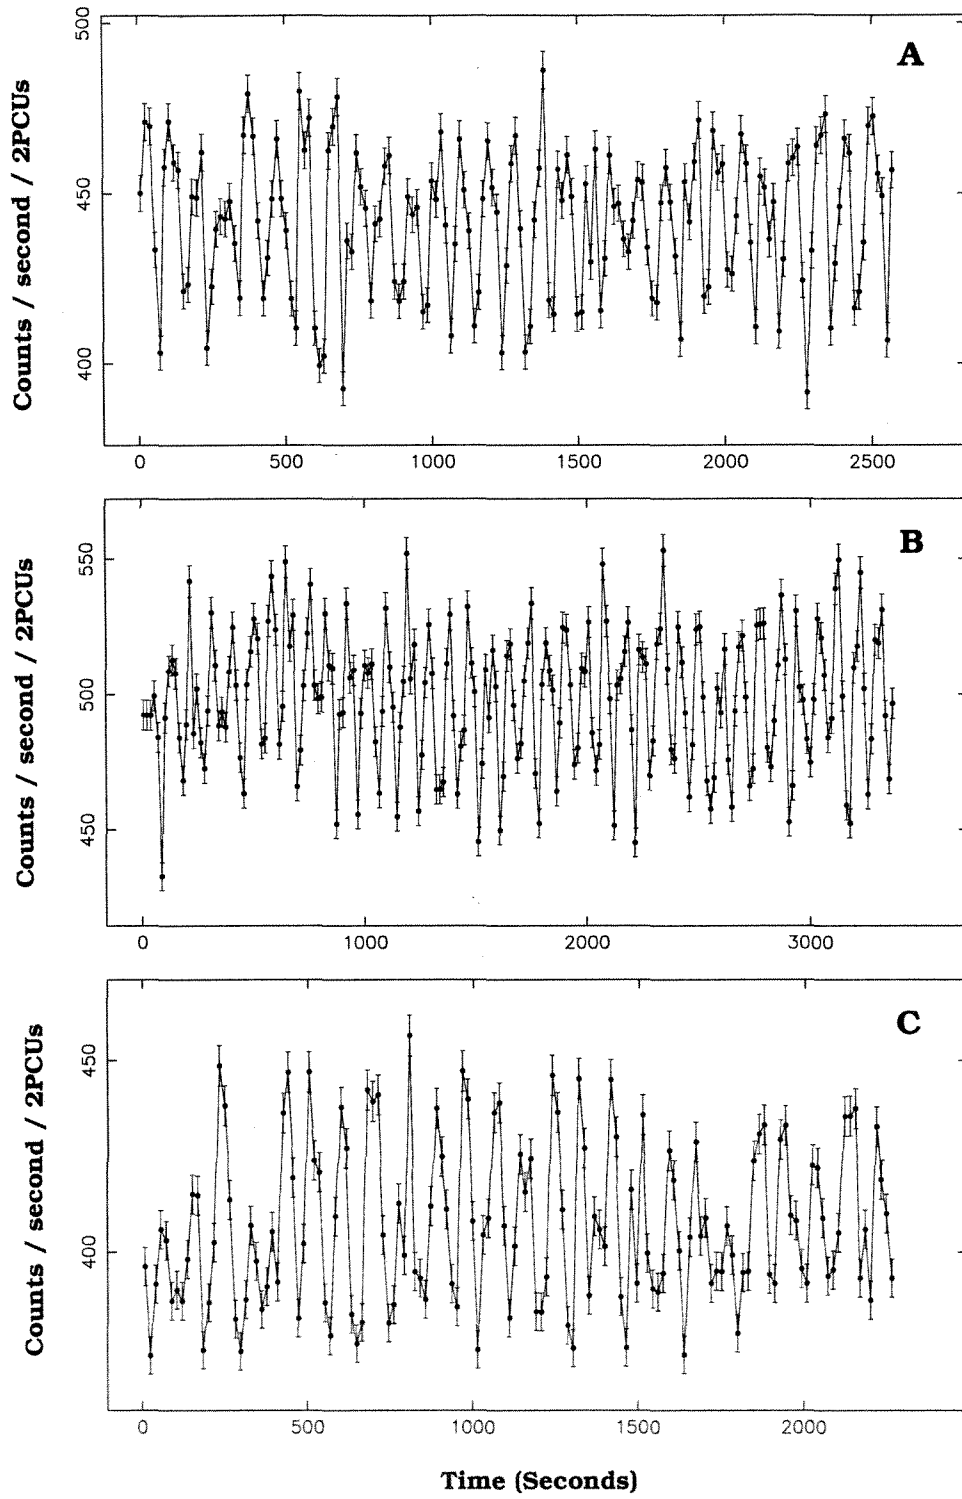 A
Counts / second / 2PCUs
500
450
400
0 500 1000 1500 2000 2500
B
Counts / second / 2PCUs
550
500
450
0 1000 2000 3000
C
Counts / second / 2PCUs
450
400
0 500 1000 1500 2000
Time (Seconds)